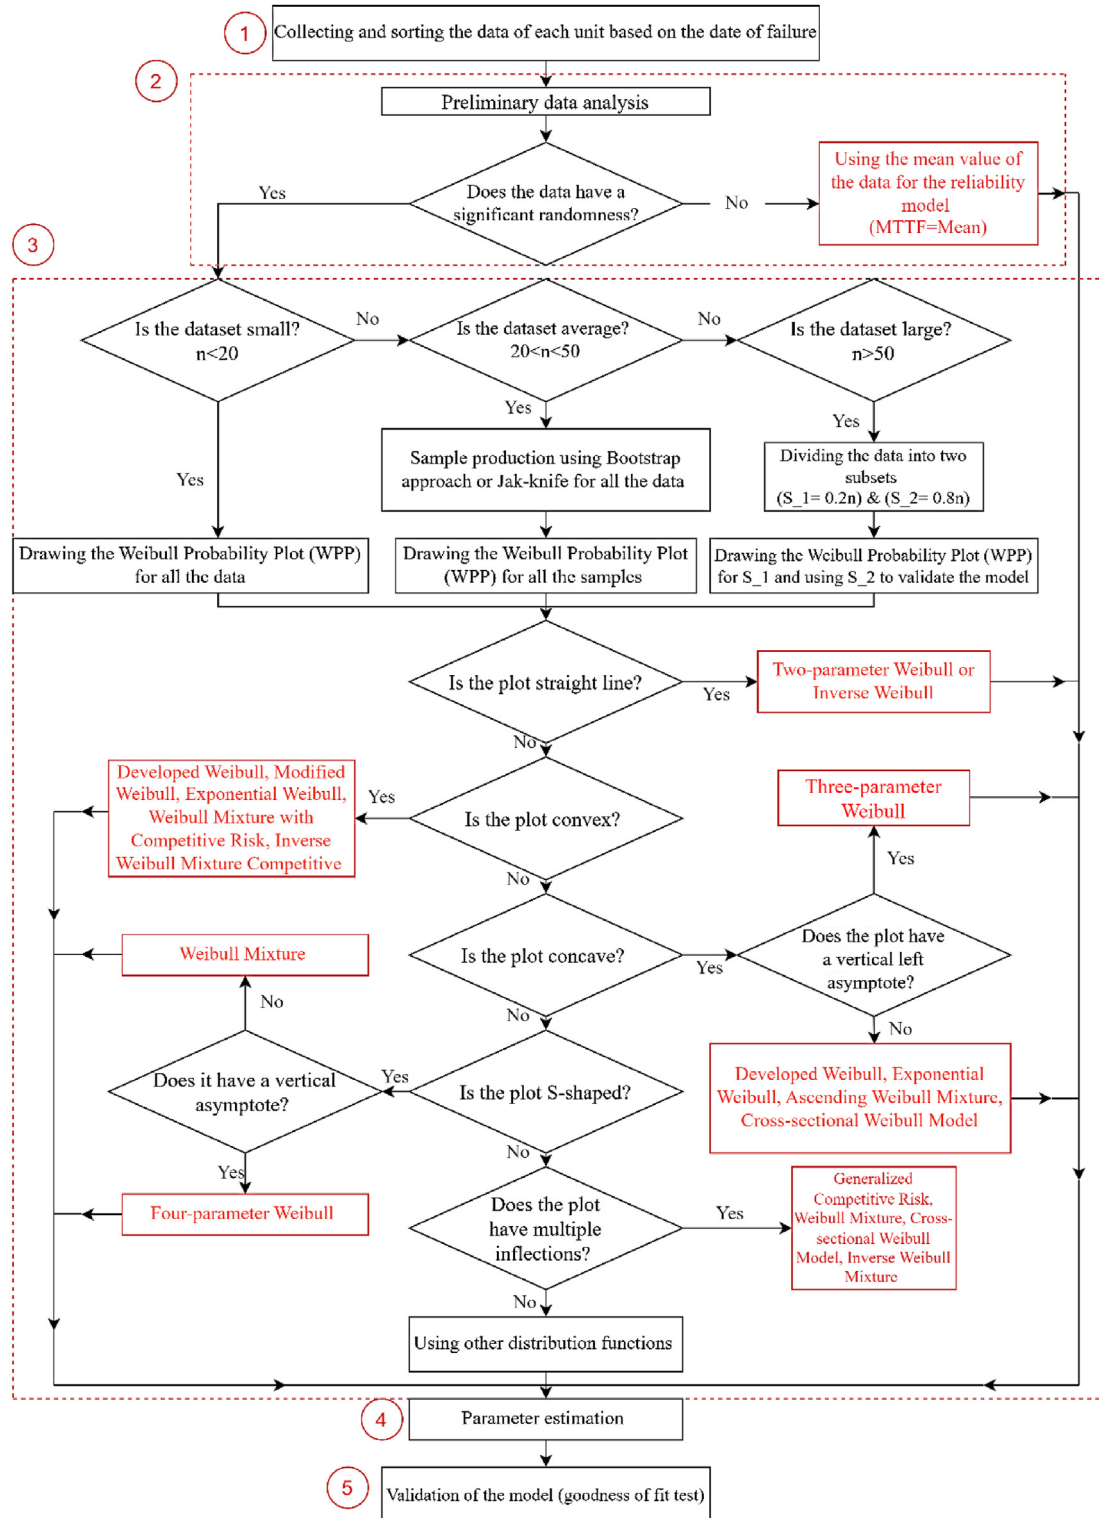 1
Collecting and sorting the data of each unit based on the date of failure
2
Preliminary data analysis
Does the data have a
significant randomness?
Yes
No
Using the mean value of
the data for the reliability
model
(MTTF=Mean)
3
Is the dataset small?
n<20
No
Is the dataset average?
20<n<50
No
Is the dataset large?
n>50
Yes
Yes
Yes
Sample production using Bootstrap
approach or Jak-knife for all the data
Dividing the data into two
subsets
(S_1= 0.2n) & (S_2= 0.8n)
Drawing the Weibull Probability Plot (WPP)
for all the data
Drawing the Weibull Probability Plot
(WPP) for all the samples
Drawing the Weibull Probability Plot (WPP)
for S_1 and using S_2 to validate the model
Is the plot straight line?
Yes
Two-parameter Weibull or
Inverse Weibull
No
Developed Weibull, Modified
Weibull, Exponential Weibull,
Weibull Mixture with
Competitive Risk, Inverse
Weibull Mixture Competitive
Yes
Is the plot convex?
Three-parameter
Weibull
No
Yes
Weibull Mixture
Is the plot concave?
Yes
Does the plot have
a vertical left
asymptote?
No
No
No
Does it have a vertical
asymptote?
Yes
Is the plot S-shaped?
Developed Weibull, Exponential
Weibull, Ascending Weibull Mixture,
Cross-sectional Weibull Model
Yes
No
Four-parameter Weibull
Does the plot
have multiple
inflections?
Yes
Generalized
Competitive Risk,
Weibull Mixture, Cross-
sectional Weibull
Model, Inverse Weibull
Mixture
No
Using other distribution functions
4
Parameter estimation
5
Validation of the model (goodness of fit test)